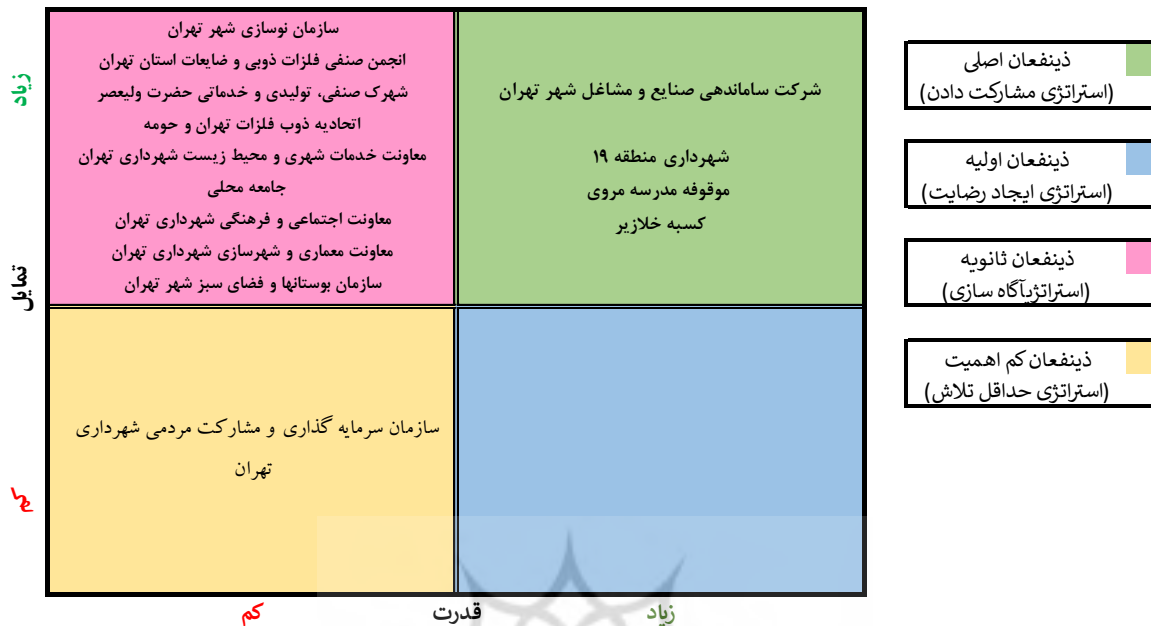 سازمان نوسازی شهر تهران
انجمن صنفی فلزات ذوبی و ضایعات استان تهران
شهرک صنفی، تولیدی و خدماتی حضرت ولیعصر
اتحادیه ذوب فلزات تهران و حومه
معاونت خدمات شهری و محیط زیست شهرداری تهران
جامعه محلی
معاونت اجتماعی و فرهنگی شهرداری تهران
معاونت معماری و شهرسازی شهرداری تهران
سازمان بوستانها و فضای سبز شهر تهران
شرکت ساماندهی صنایع و مشاغل شهر تهران
شهرداری منطقه ۱۹
موقوفه مدرسه مروی
کسبه خلازیر
سازمان سرمایه گذاری و مشارکت مردمی شهرداری
تهران
زیاد
تمایل
کم
کم
قدرت
زیاد
ذینفعان اصلی
(استراتژی مشارکت دادن)
ذینفعان اولیه
(استراتژی ایجاد رضایت)
ذینفعان ثانویه
(استراتژیآگاه سازی)
ذینفعان کم اهمیت
(استراتژی حداقل تلاش)